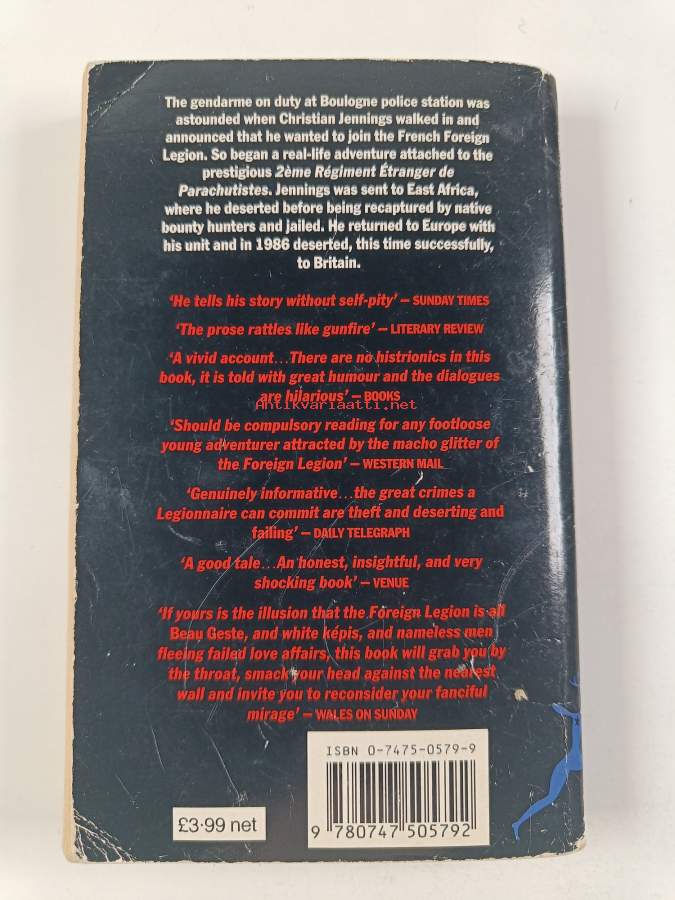 The gendarme on duty at Boulogne police station was
astounded when Christian Jennings walked in and
announced that he wanted to join the French Foreign
Legion. So began a real-life adventure attached to the
prestigious 2ème Régiment Étranger de
Parachutistes. Jennings was sent to East Africa,
where he deserted before being recaptured by native
bounty hunters and jailed. He returned to Europe with
his unit and in 1986 deserted, this time successfully,
to Britain.
‘He tells his story without self-pity’ – SUNDAY TIMES
‘The prose rattles like gunfire’ – LITERARY REVIEW
‘A vivid account...There are no histrionics in this
book, it is told with great humour and the dialogues
are hilarious’ – BOOKS
Antikvariaatti.net
‘Should be compulsory reading for any footloose
young adventurer attracted by the macho glitter of
the Foreign Legion’ – WESTERN MAIL
‘Genuinely informative...the great crimes a
Legionnaire can commit are theft and deserting and
failing’ – DAILY TELEGRAPH
‘A good tale...An honest, insightful, and very
shocking book’ – VENUE
‘If yours is the illusion that the Foreign Legion is all
Beau Geste, and white képis, and nameless men
fleeing failed love affairs, this book will grab you by
the throat, smack your head against the nearest
wall and invite you to reconsider your fanciful
mirage’ – WALES ON SUNDAY
ISBN 0-7475-0579-9
£3·99 net
9 780747 505792